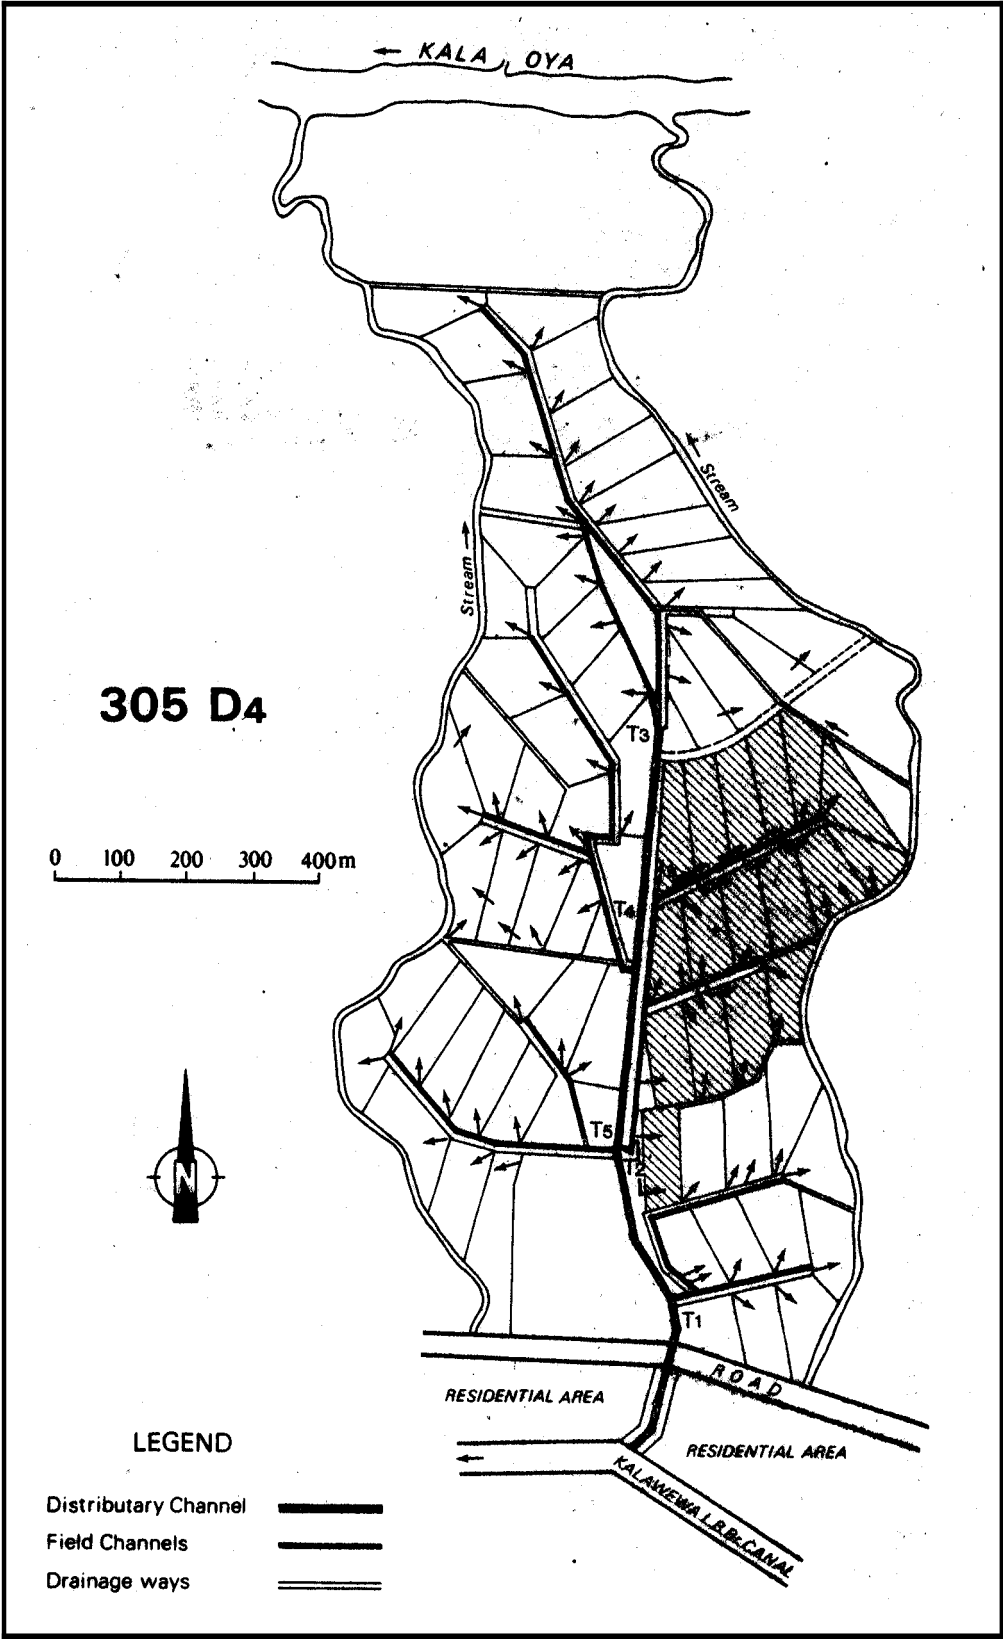 KALA OYA
Stream
Stream
305 D4
T3
0 100 200 300 400m
T4
T5
T2
N
T1
ROAD
RESIDENTIAL AREA
RESIDENTIAL AREA
LEGEND
KALAWEWA L.B.Br.CANAL
Distributary Channel
Field Channels
Drainage ways